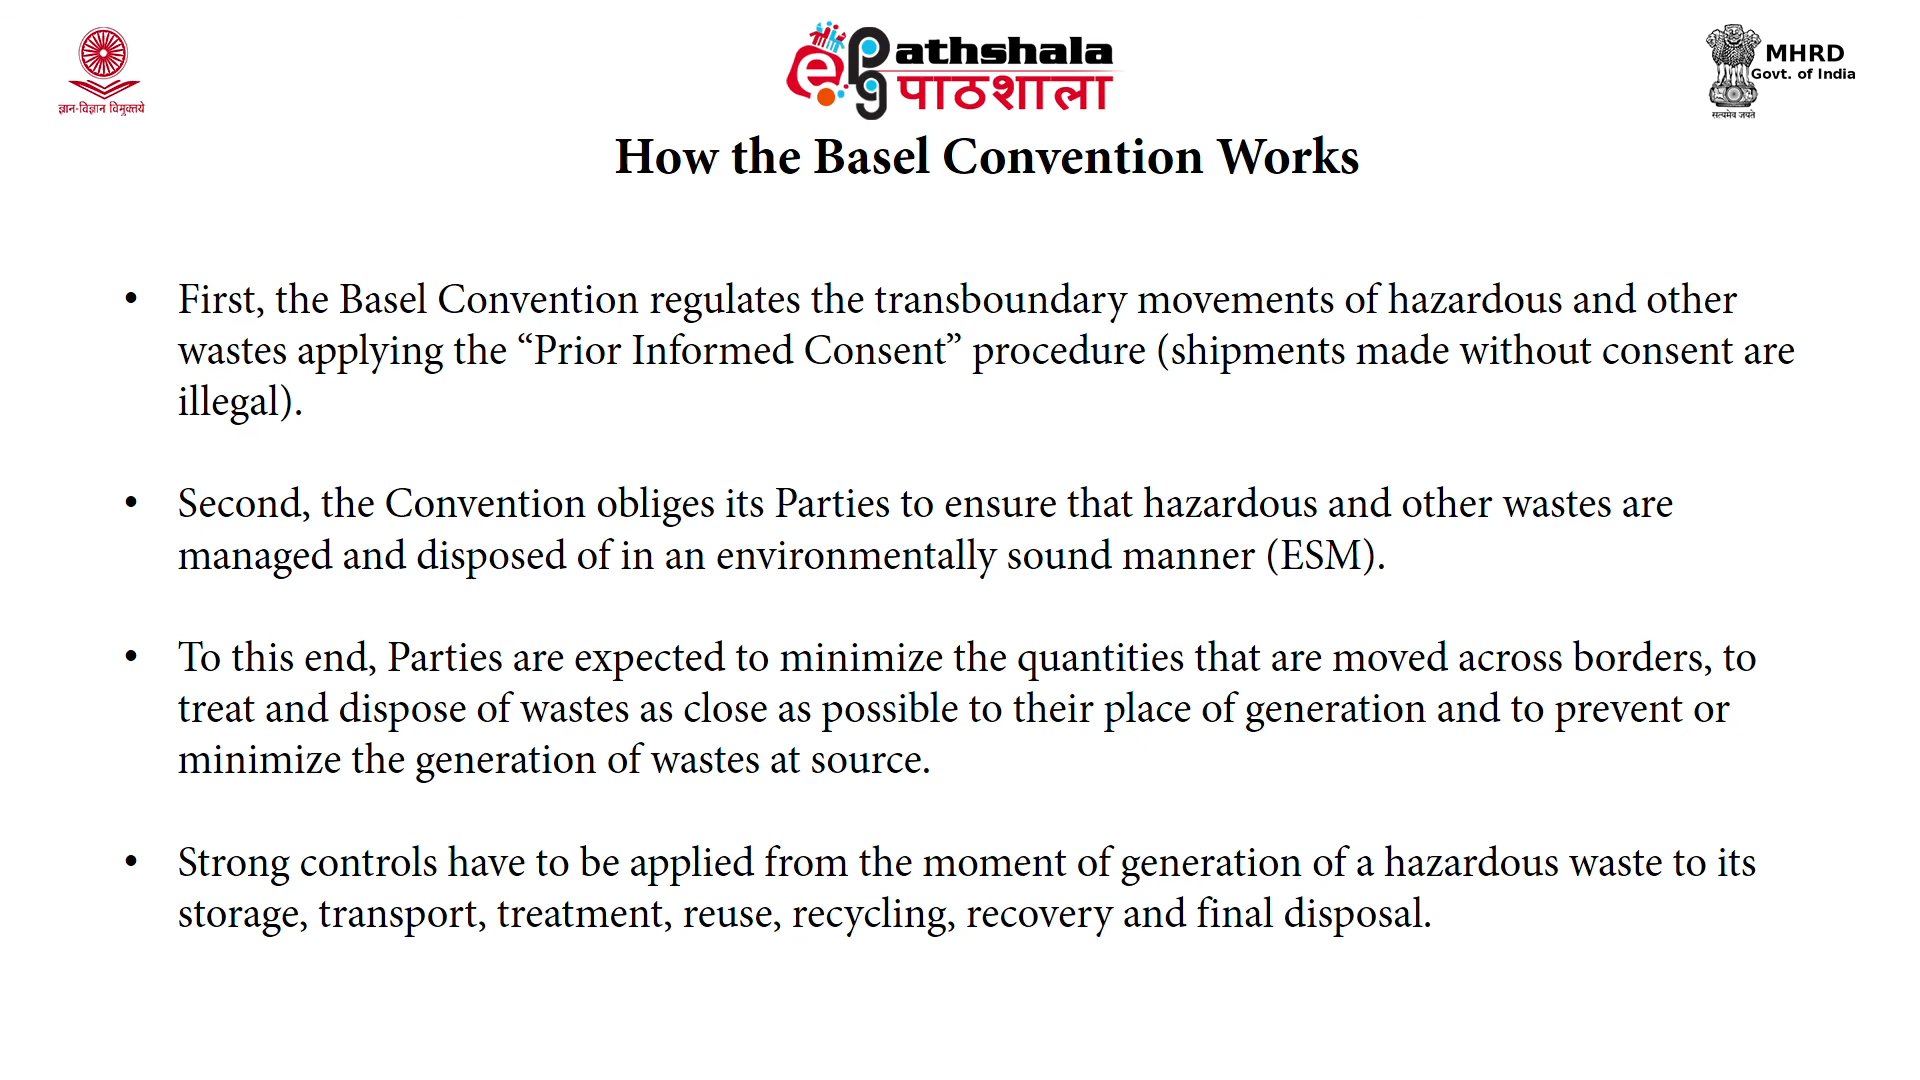 ज्ञान-विज्ञान विमुक्तये
ePG athshala
पाठशाला
MHRD
Govt. of India
सत्यमेव जयते
How the Basel Convention Works
• First, the Basel Convention regulates the transboundary movements of hazardous and other
wastes applying the “Prior Informed Consent” procedure (shipments made without consent are
illegal).
• Second, the Convention obliges its Parties to ensure that hazardous and other wastes are
managed and disposed of in an environmentally sound manner (ESM).
• To this end, Parties are expected to minimize the quantities that are moved across borders, to
treat and dispose of wastes as close as possible to their place of generation and to prevent or
minimize the generation of wastes at source.
• Strong controls have to be applied from the moment of generation of a hazardous waste to its
storage, transport, treatment, reuse, recycling, recovery and final disposal.